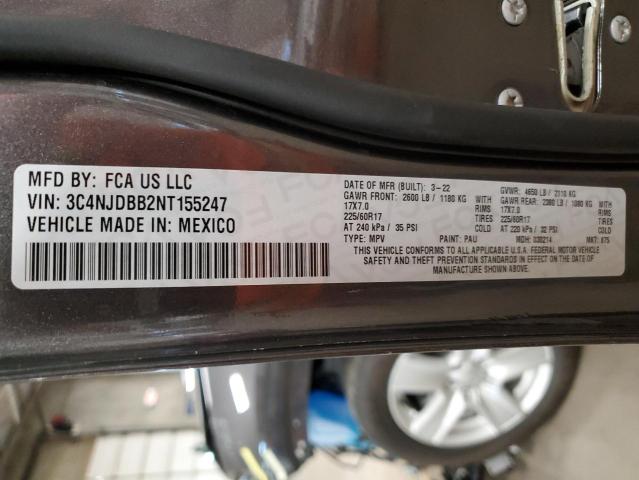 MFD BY: FCA US LLC
VIN: 3C4NJDBB2NT155247
VEHICLE MADE IN: MEXICO
DATE OF MFR (BUILT): 3-22
GVWR: 4650 LB / 2110 KG
GAWR FRONT: 2600 LB / 1180 KG WITH
GAWR REAR: 2380 LB / 1080 KG WITH
17X7.0 RIMS
17X7.0 RIMS
225/60R17
225/60R17
AT 240 kPa / 35 PSI COLD
AT 220 kPa / 32 PSI COLD
TYPE: MPV PAINT: PAU MDH: 030214 MKT: 875
THIS VEHICLE CONFORMS TO ALL APPLICABLE U.S.A. FEDERAL MOTOR VEHICLE
SAFETY AND THEFT PREVENTION STANDARDS IN EFFECT ON THE DATE OF
MANUFACTURE SHOWN ABOVE.